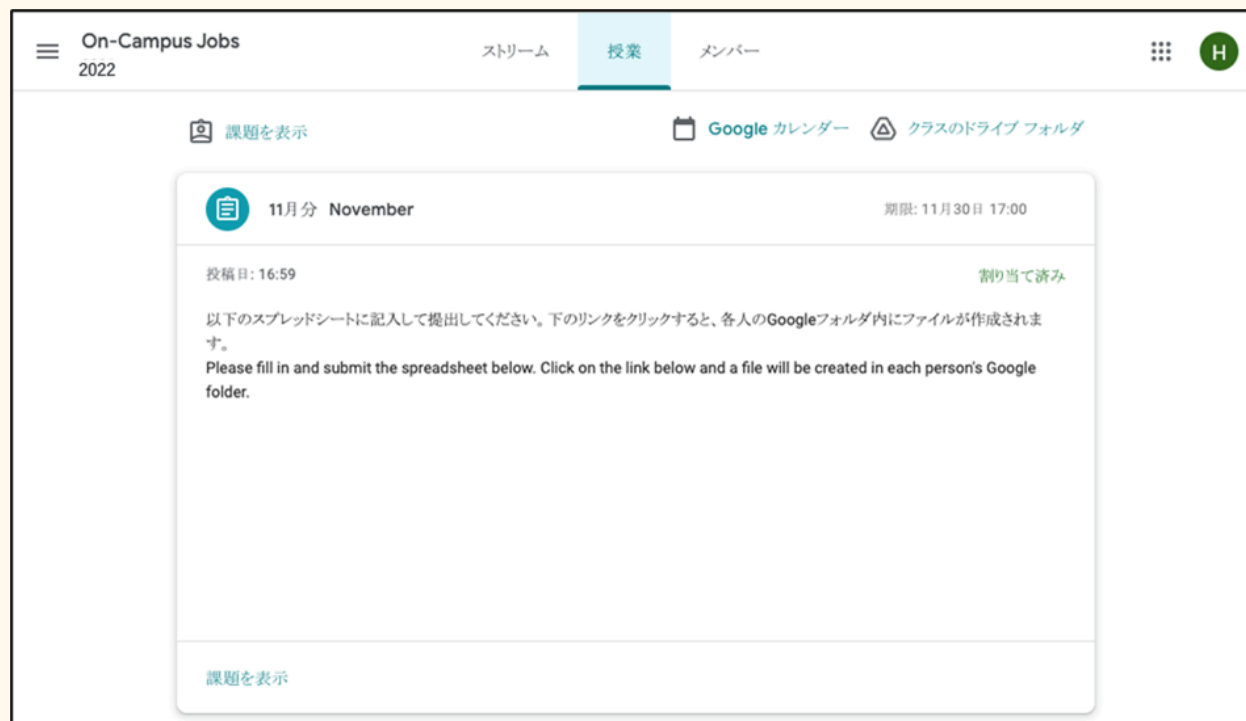 On-Campus Jobs
2022
ストリーム
授業
メンバー
H
課題を表示
Google カレンダー
クラスのドライブ フォルダ
11月分 November
期限: 11月30日 17:00
投稿日: 16:59
割り当て済み
以下のスプレッドシートに記入して提出してください。下のリンクをクリックすると、各人のGoogleフォルダ内にファイルが作成されま
す。
Please fill in and submit the spreadsheet below. Click on the link below and a file will be created in each person's Google
folder.
課題を表示